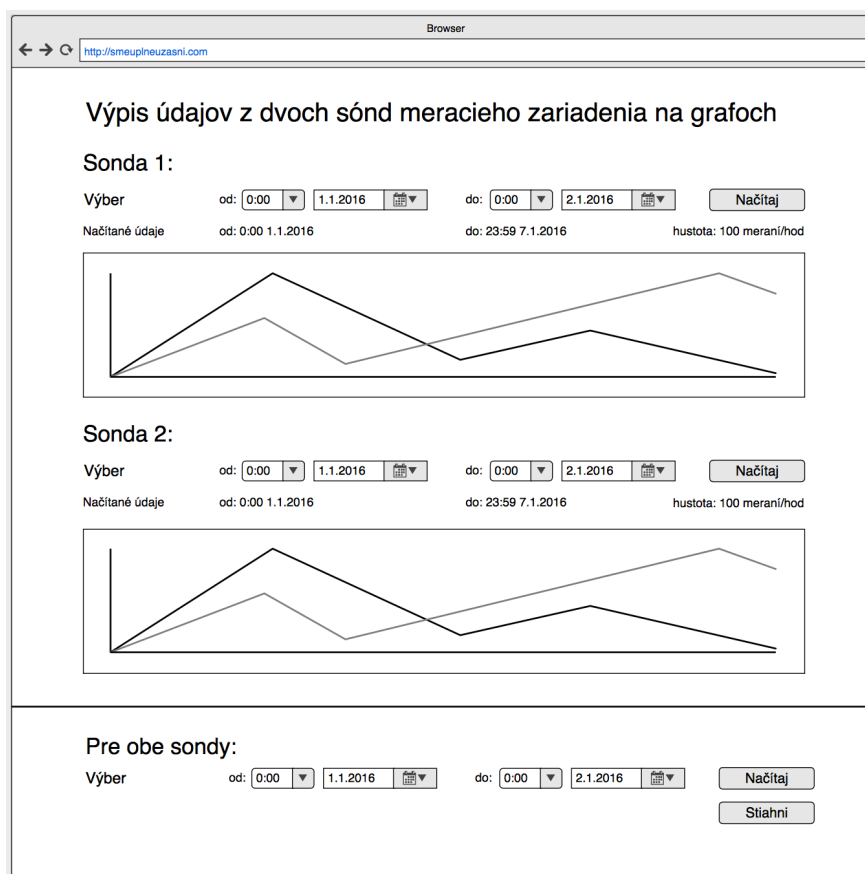 Browser
http://smeuplneuzasni.com
Výpis údajov z dvoch sónd meracieho zariadenia na grafoch
Sonda 1:
Výber od: 0:00 1.1.2016 do: 0:00 2.1.2016 Načítaj
Načítané údaje od: 0:00 1.1.2016 do: 23:59 7.1.2016 hustota: 100 meraní/hod
Sonda 2:
Výber od: 0:00 1.1.2016 do: 0:00 2.1.2016 Načítaj
Načítané údaje od: 0:00 1.1.2016 do: 23:59 7.1.2016 hustota: 100 meraní/hod
Pre obe sondy:
Výber od: 0:00 1.1.2016 do: 0:00 2.1.2016 Načítaj
Stiahni